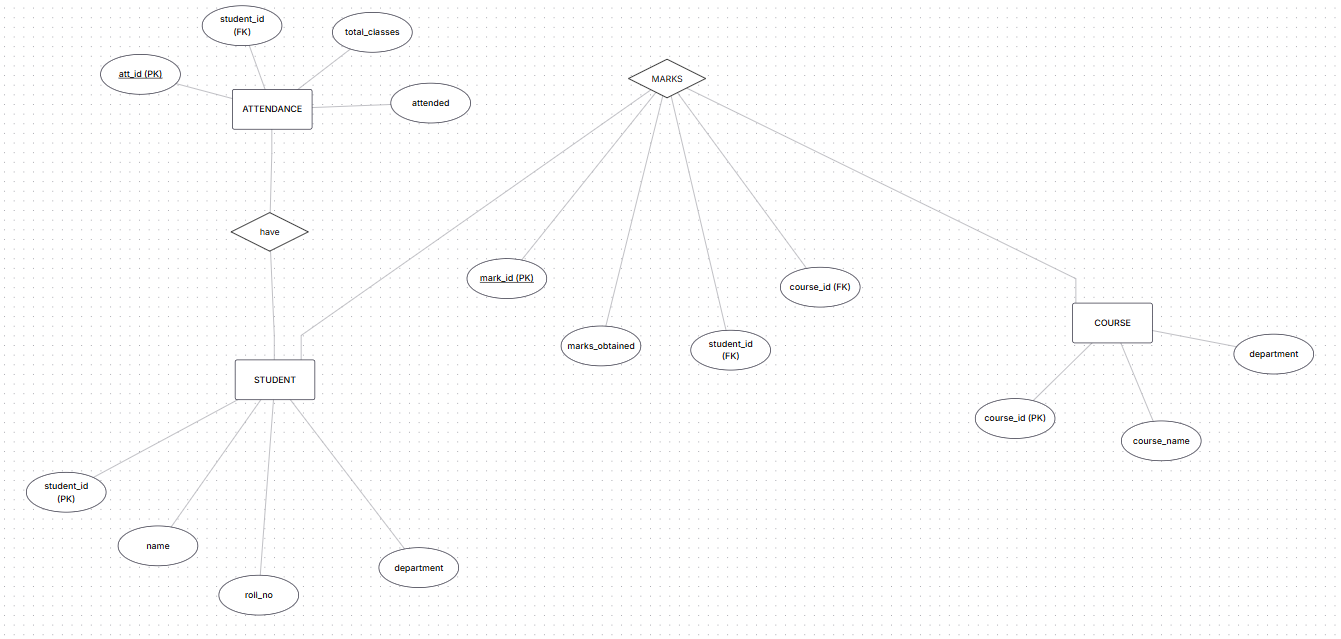 student_id
(FK)
total_classes
att_id (PK)
MARKS
attended
ATTENDANCE
have
mark_id (PK)
course_id (FK)
COURSE
marks_obtained
student_id
(FK)
department
STUDENT
course_id (PK)
course_name
student_id
(PK)
name
department
roll_no